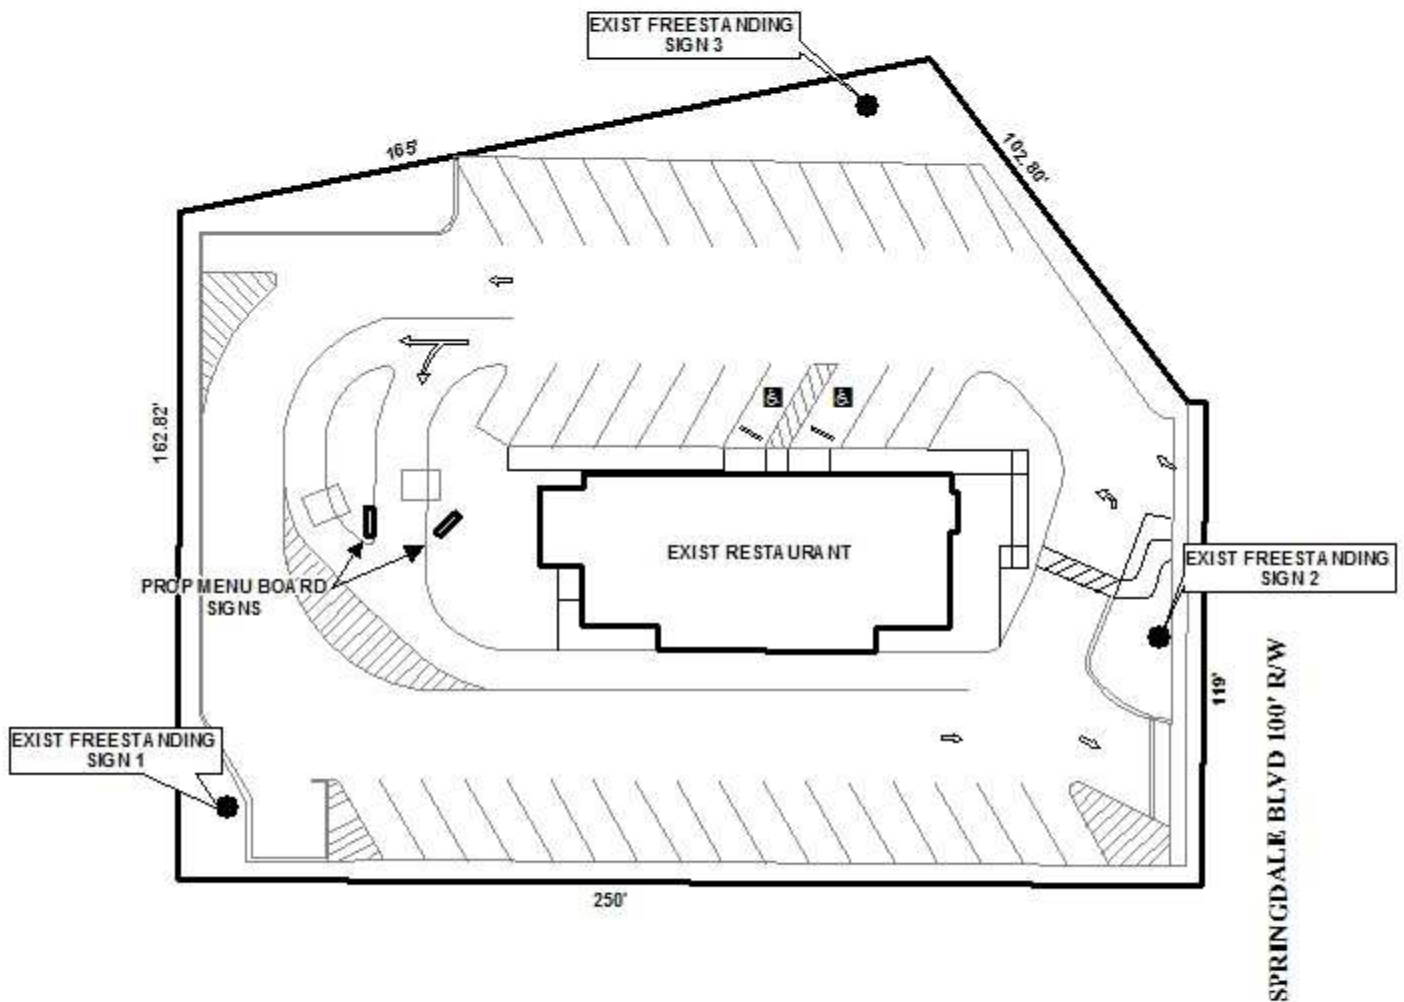 EXIST FREESTANDING
SIGN 3
165'
102.80'
162.82'
EXIST RESTAURANT
EXIST FREESTANDING
SIGN 2
PROP MENU BOARD
SIGNS
119'
SPRINGDALE BLVD 100' R/W
EXIST FREESTANDING
SIGN 1
250'